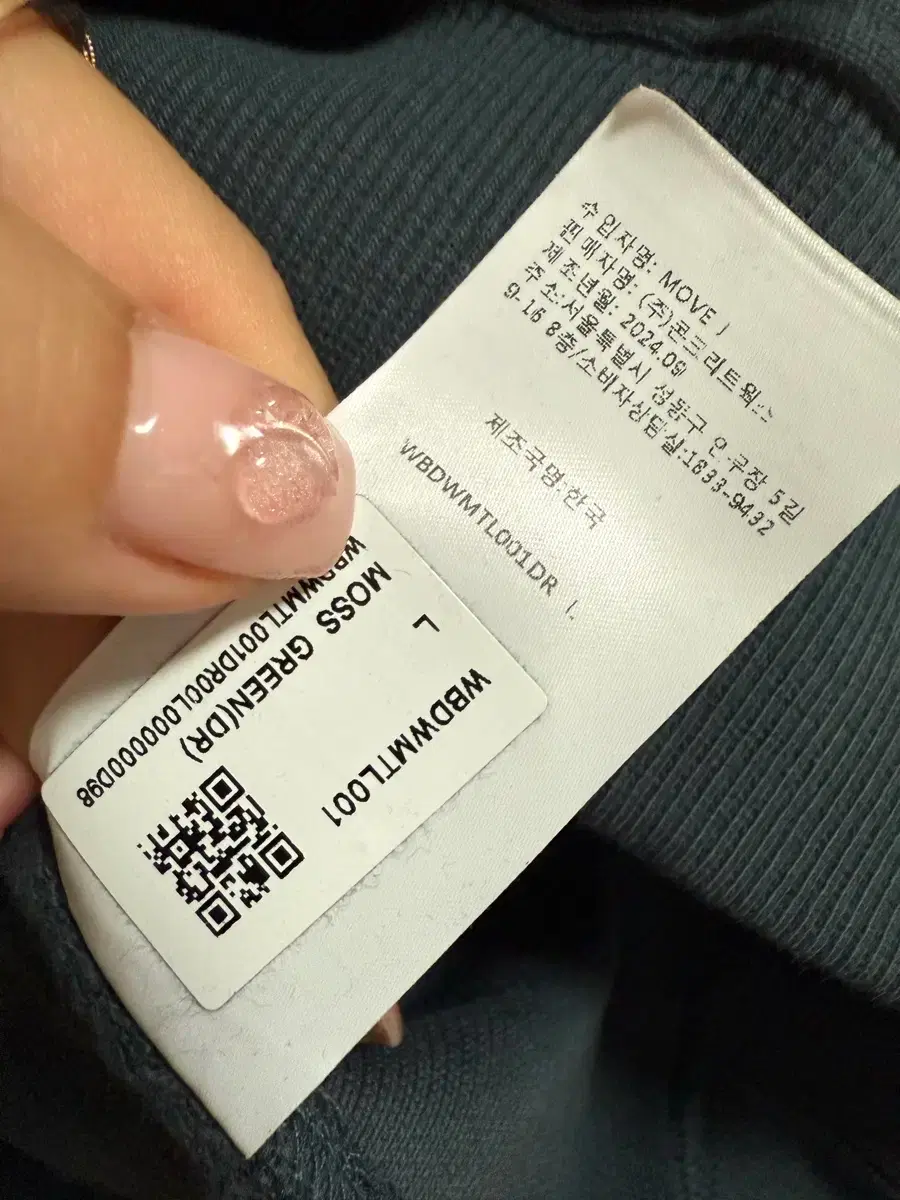 수입자명: MOVE J
판매자명: (주)콘크리트웍스
제조년월: 2024.09
주소:서울특별시 성동구 연무장 5길
9-16 8층/소비자상담실:1833-9432
제조국명:한국
WBDWMTL001DR L
WBDWMTL001
L
MOSS GREEN(DR)
WBDWMTL001DR00L000000D98